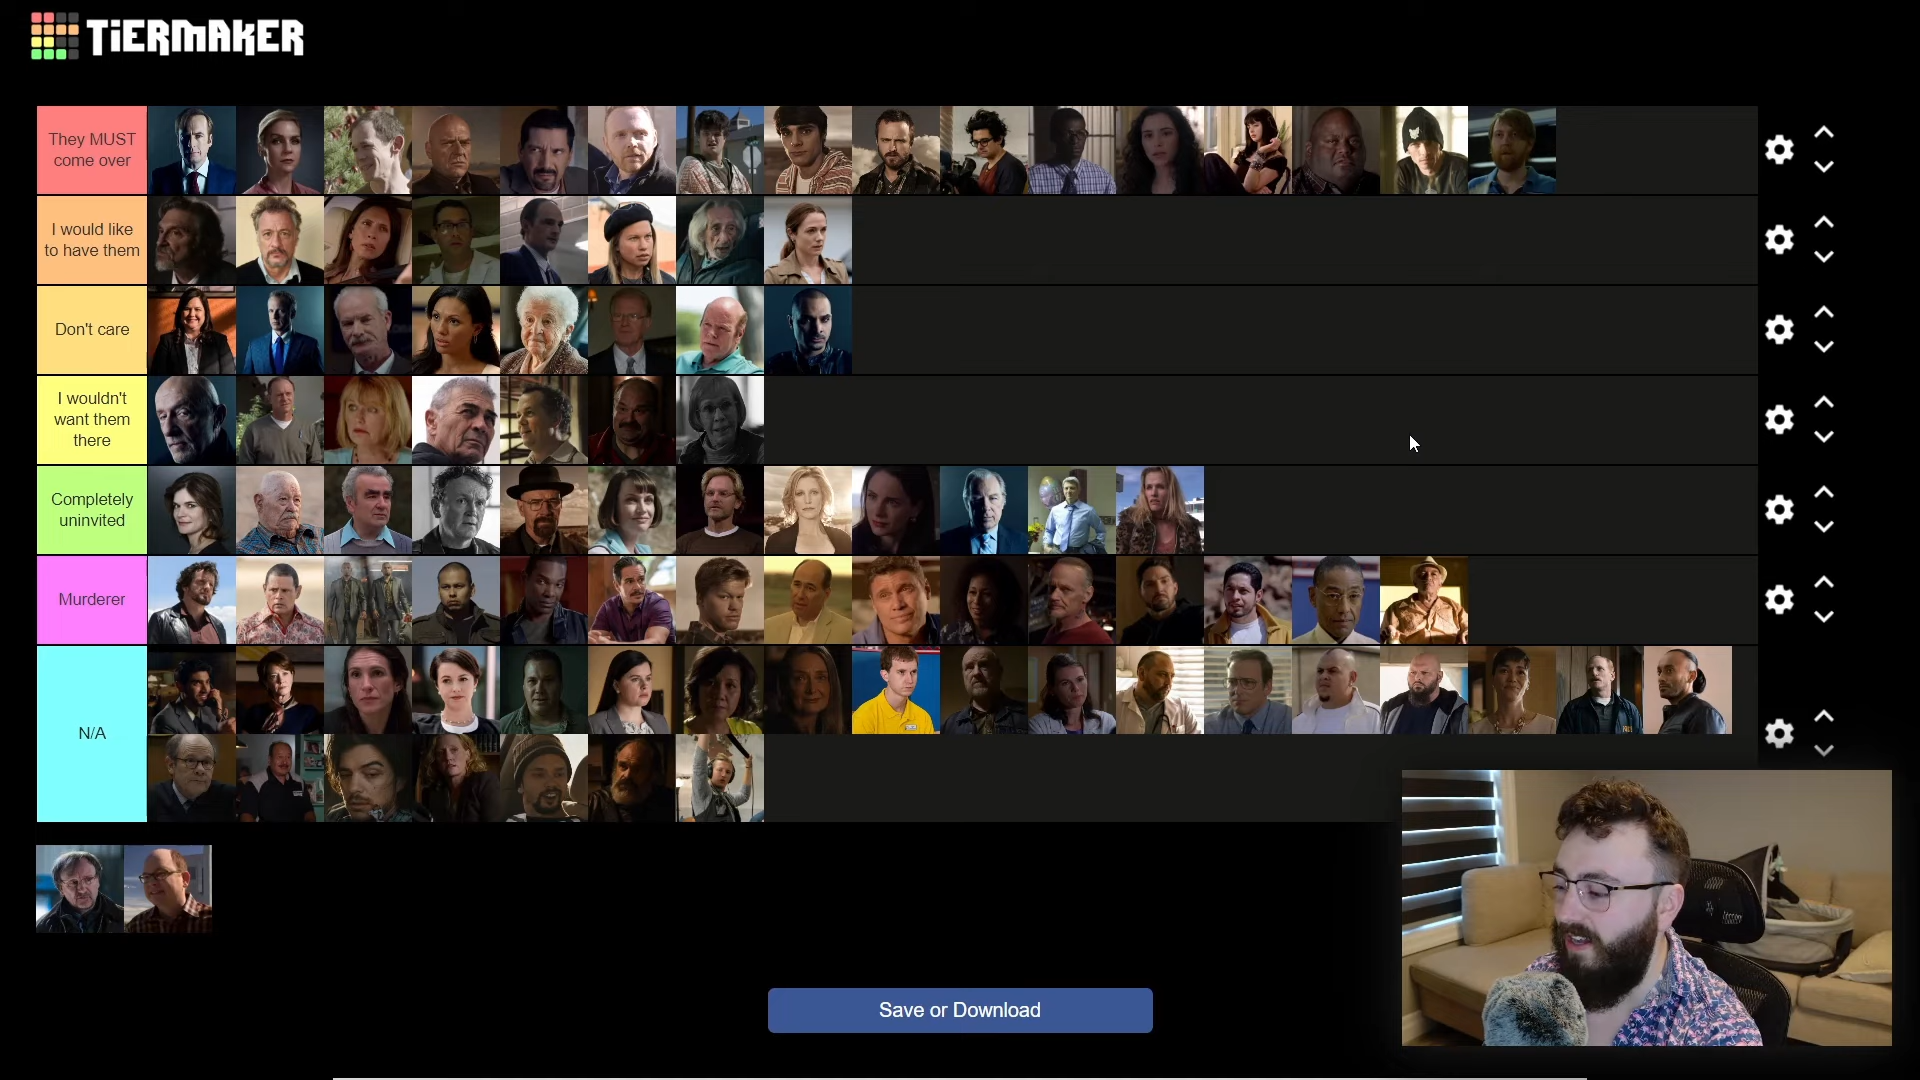 TiERMAKER
They MUST
come over
I would like
to have them
Don't care
I wouldn't
want them
there
Completely
uninvited
Murderer
N/A
Save or Download